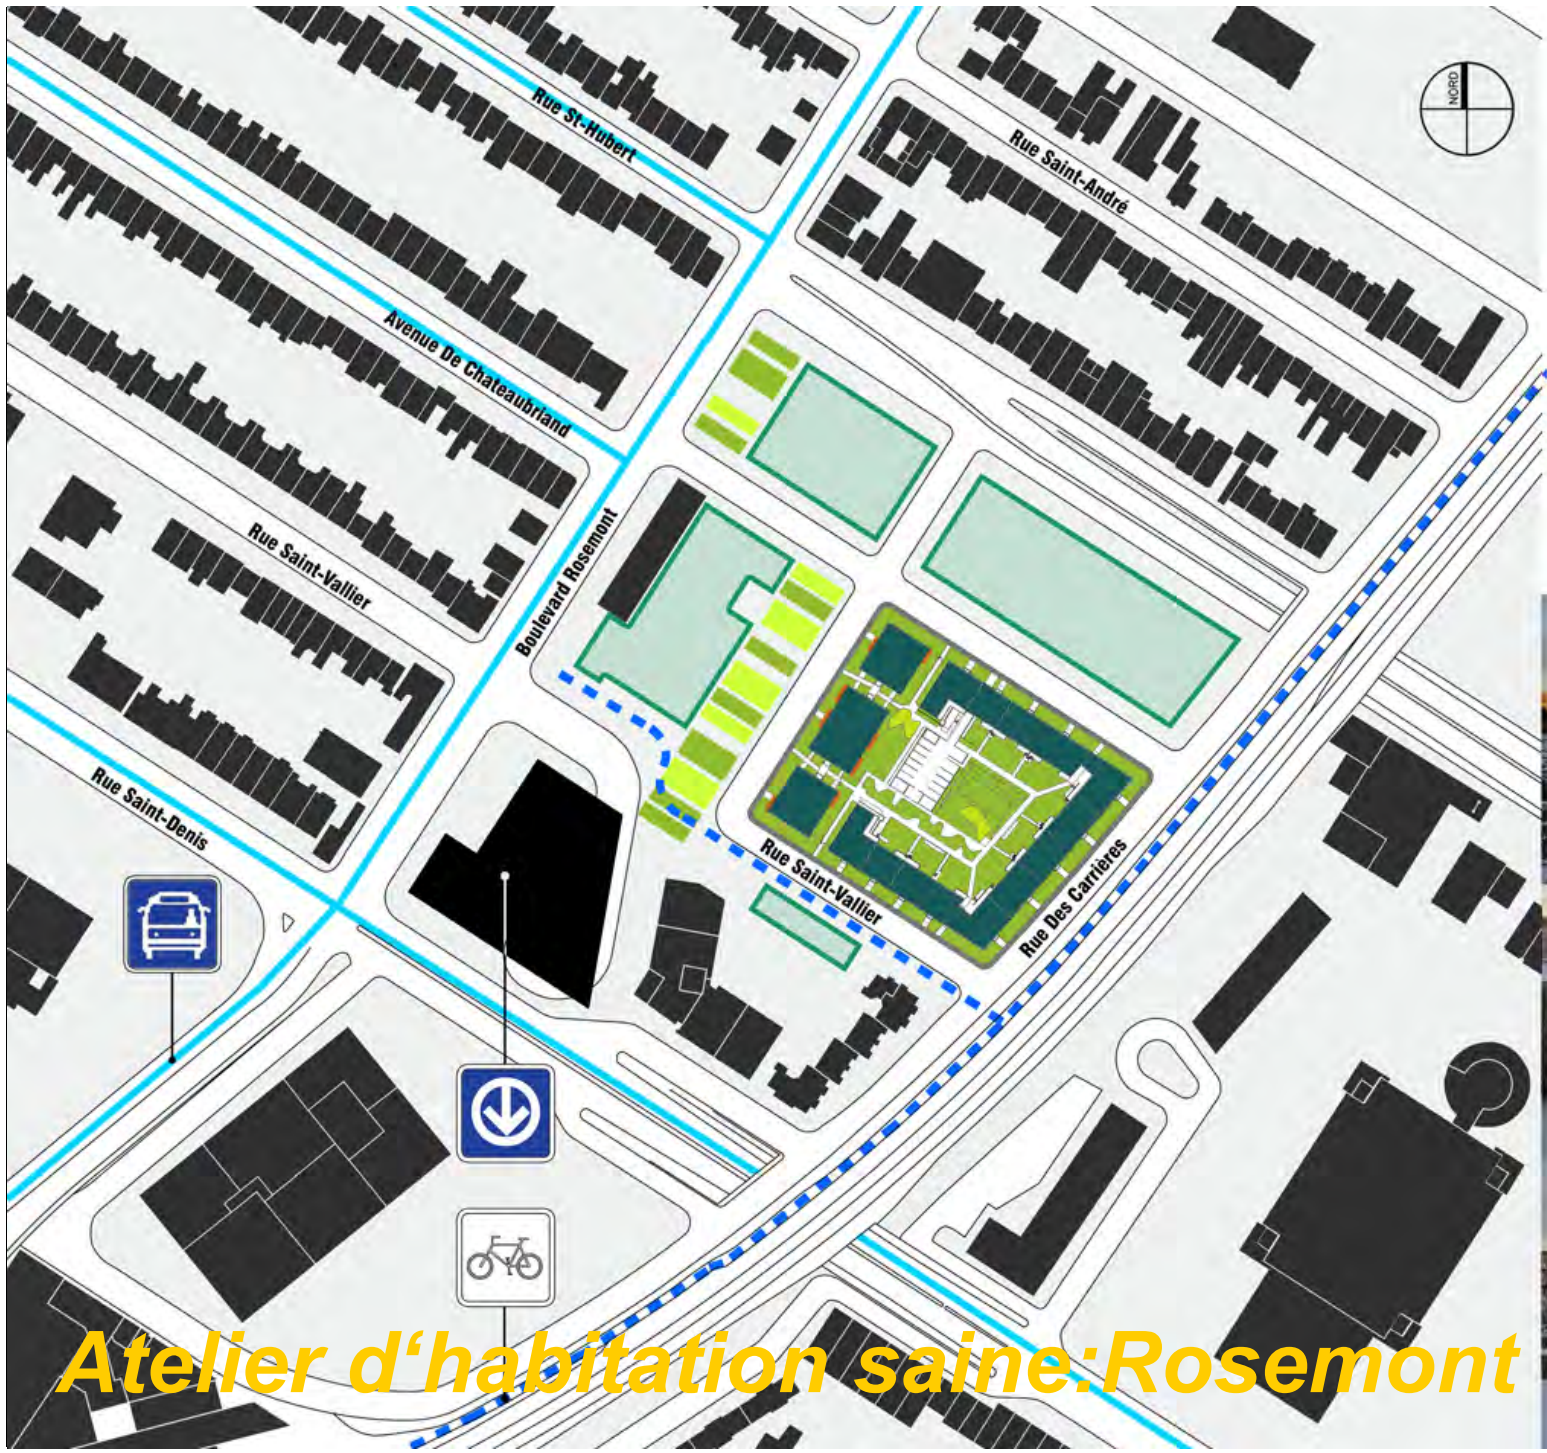 NORD
Rue St-Hubert
Rue Saint-André
Avenue De Chateaubriand
Rue Saint-Vallier
Boulevard Rosemont
Rue Saint-Denis
Rue Saint-Vallier
Rue Des Carrières
Atelier d‘habitation saine:Rosemont